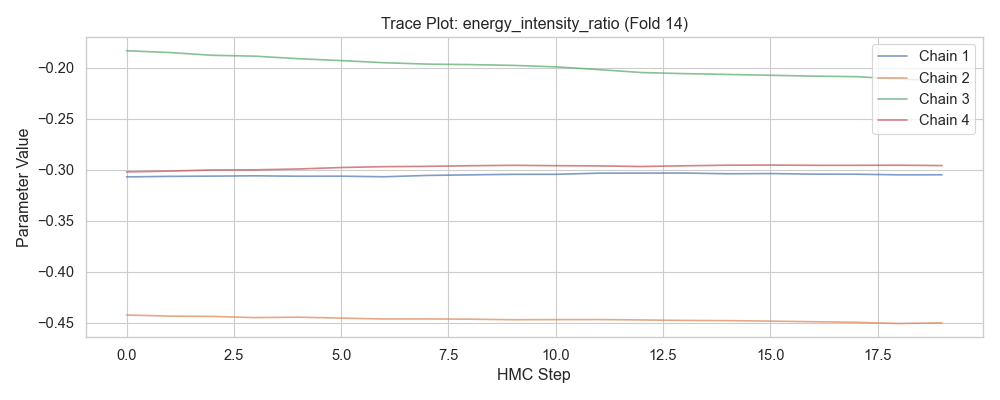 Trace Plot: energy_intensity_ratio (Fold 14)
Parameter Value
−0.20
−0.25
−0.30
−0.35
−0.40
−0.45
Chain 1
Chain 2
Chain 3
Chain 4
0.0 2.5 5.0 7.5 10.0 12.5 15.0 17.5
HMC Step